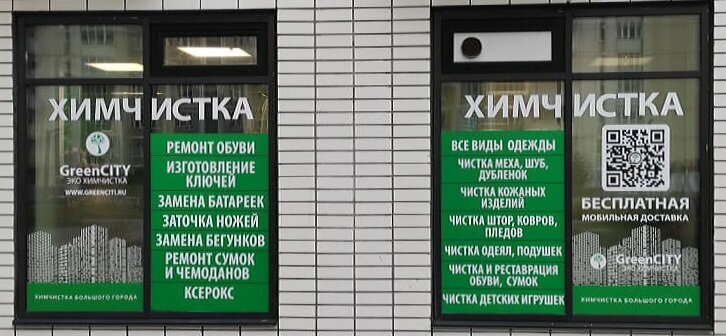 ХИМЧИСТКА
GreenCITY
ЭКО ХИМЧИСТКА
WWW.GREENCITI.RU
ХИМЧИСТКА БОЛЬШОГО ГОРОДА
РЕМОНТ ОБУВИ
ИЗГОТОВЛЕНИЕ
КЛЮЧЕЙ
ЗАМЕНА БАТАРЕЕК
ЗАТОЧКА НОЖЕЙ
ЗАМЕНА БЕГУНКОВ
РЕМОНТ СУМОК
И ЧЕМОДАНОВ
КСЕРОКС
ХИМЧИСТКА
ВСЕ ВИДЫ ОДЕЖДЫ
ЧИСТКА МЕХА, ШУБ,
ДУБЛЕНОК
ЧИСТКА КОЖАНЫХ
ИЗДЕЛИЙ
ЧИСТКА ШТОР, КОВРОВ,
ПЛЕДОВ
ЧИСТКА ОДЕЯЛ, ПОДУШЕК
ЧИСТКА И РЕСТАВРАЦИЯ
ОБУВИ, СУМОК
ЧИСТКА ДЕТСКИХ ИГРУШЕК
БЕСПЛАТНАЯ
МОБИЛЬНАЯ ДОСТАВКА
GreenCITY
ЭКО ХИМЧИСТКА
ХИМЧИСТКА БОЛЬШОГО ГОРОДА